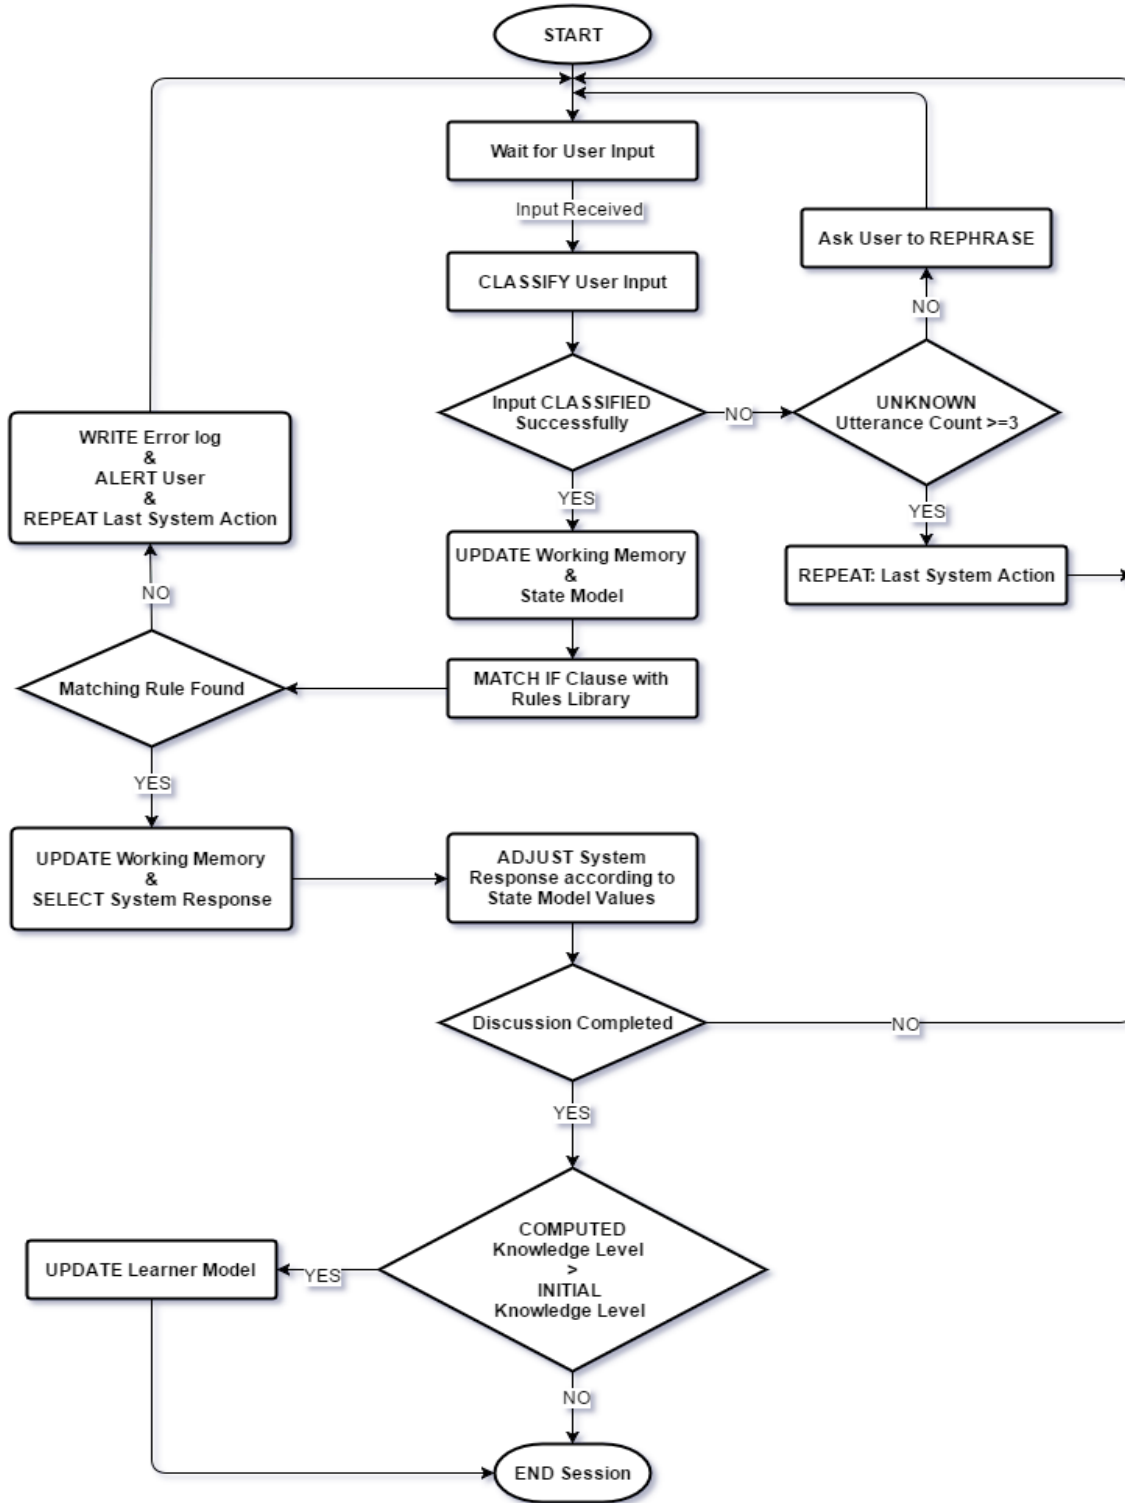 START
Wait for User Input
Input Received
Ask User to REPHRASE
CLASSIFY User Input
NO
Input CLASSIFIED
Successfully
NO
UNKNOWN
Utterance Count >=3
WRITE Error log
&
ALERT User
&
REPEAT Last System Action
YES
YES
UPDATE Working Memory
&
State Model
REPEAT: Last System Action
NO
Matching Rule Found
MATCH IF Clause with
Rules Library
YES
UPDATE Working Memory
&
SELECT System Response
ADJUST System
Response according to
State Model Values
Discussion Completed
NO
YES
COMPUTED
Knowledge Level
>
INITIAL
Knowledge Level
UPDATE Learner Model
YES
NO
END Session